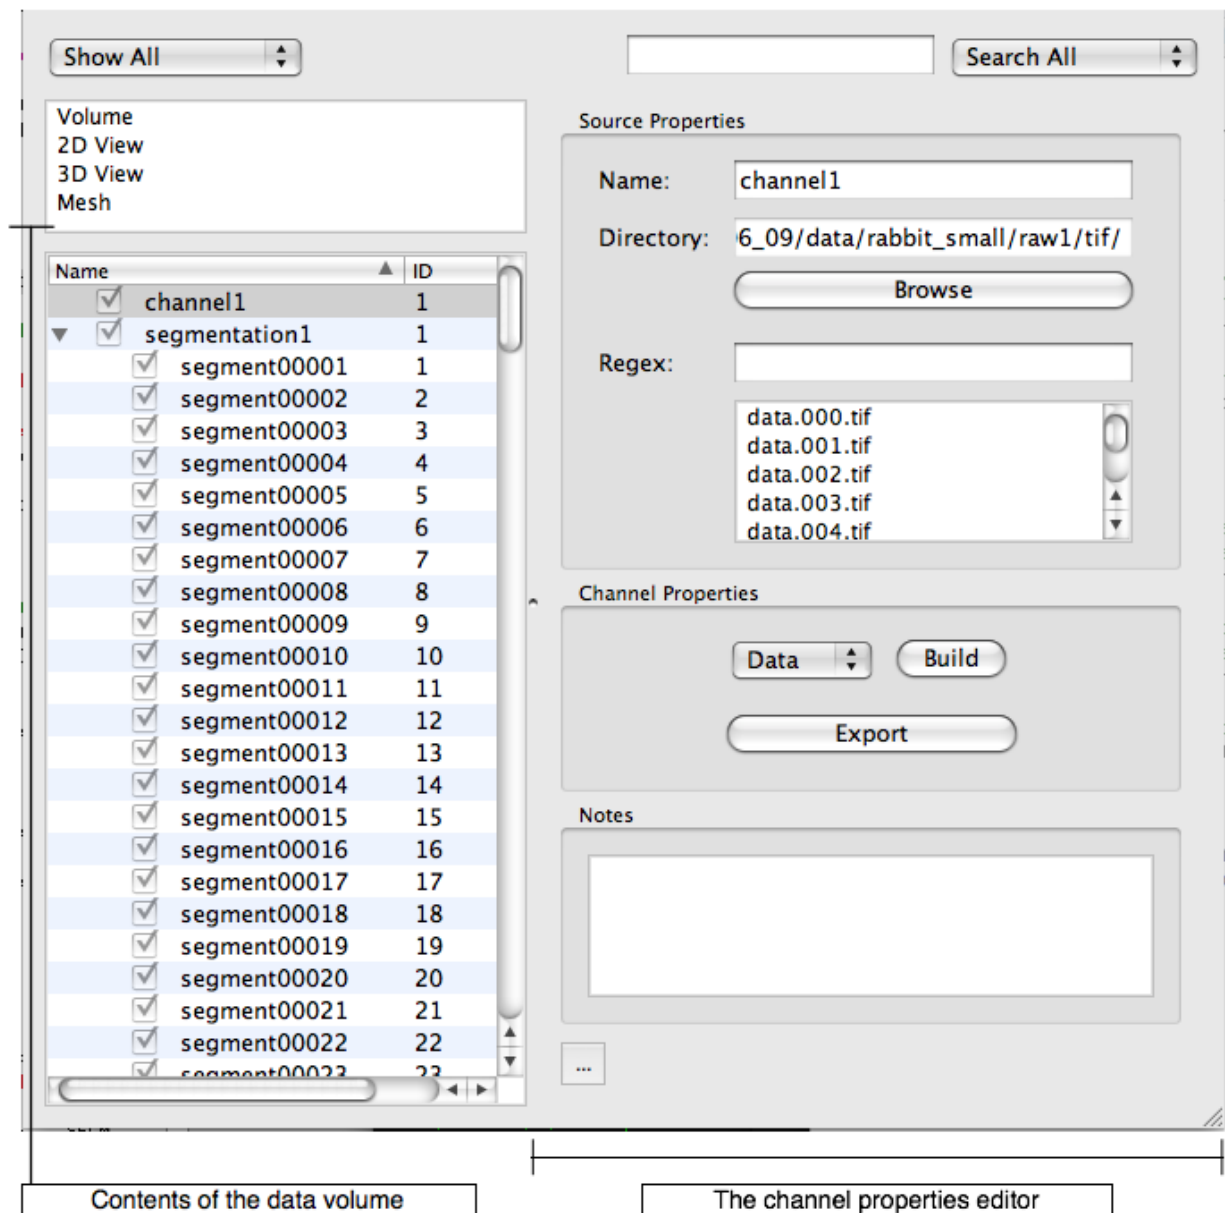 Show All
Search All
Volume
2D View
3D View
Mesh
Name ID
channel1 1
segmentation1 1
segment00001 1
segment00002 2
segment00003 3
segment00004 4
segment00005 5
segment00006 6
segment00007 7
segment00008 8
segment00009 9
segment00010 10
segment00011 11
segment00012 12
segment00013 13
segment00014 14
segment00015 15
segment00016 16
segment00017 17
segment00018 18
segment00019 19
segment00020 20
segment00021 21
segment00022 22
segment00023 23
Source Properties
Name: channel1
Directory: 6_09/data/rabbit_small/raw1/tif/
Browse
Regex:
data.000.tif
data.001.tif
data.002.tif
data.003.tif
data.004.tif
Channel Properties
Data Build
Export
Notes
...
Contents of the data volume
The channel properties editor